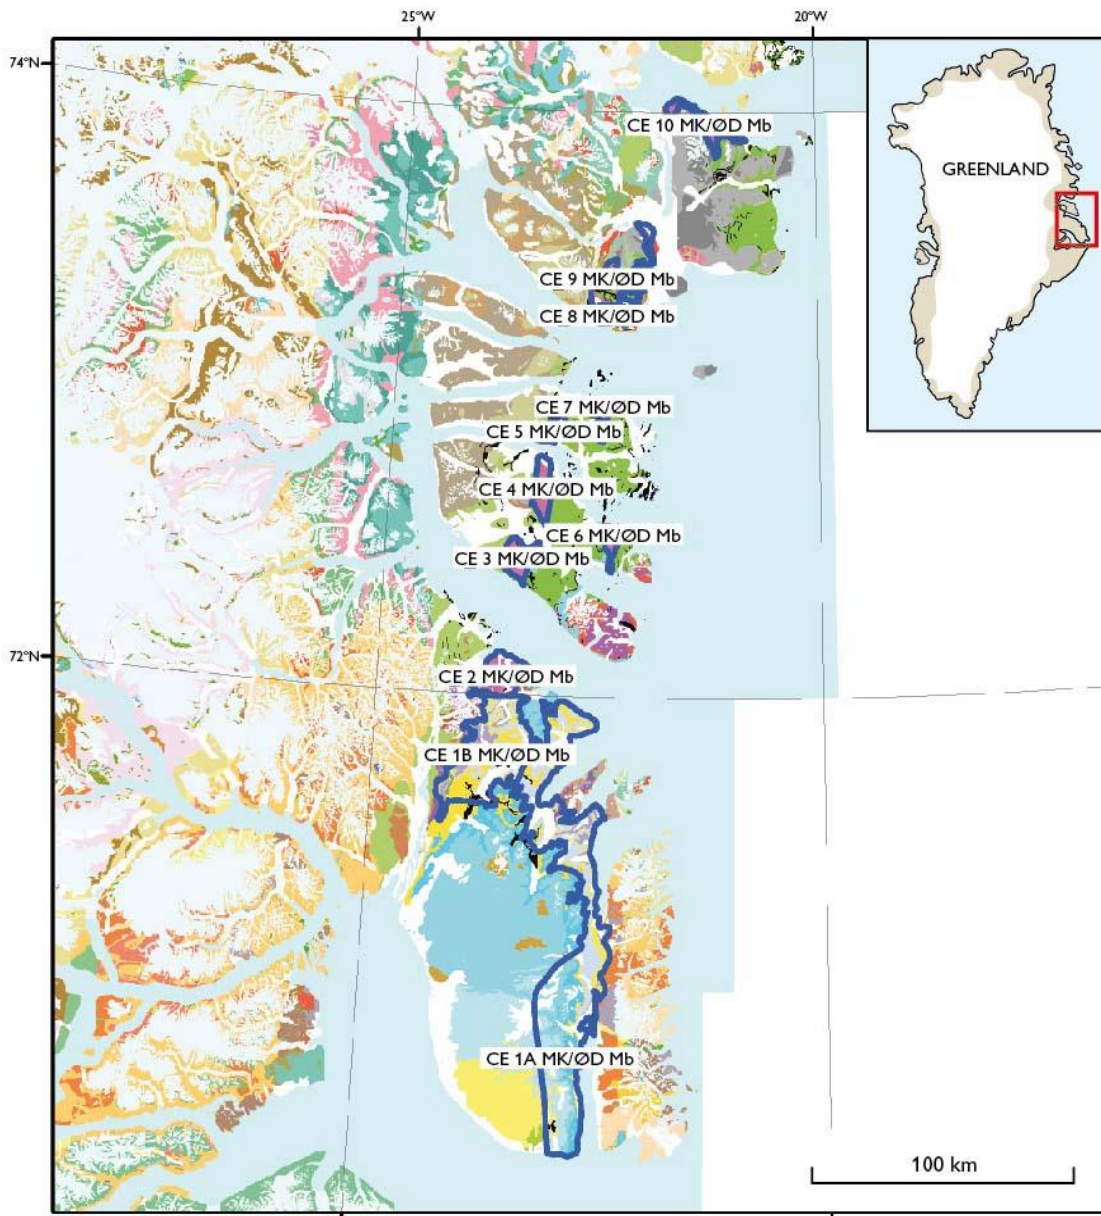 25°W
20°W
74°N
CE 10 MK/ØD Mb
GREENLAND
CE 9 MK/ØD Mb
CE 8 MK/ØD Mb
CE 7 MK/ØD Mb
CE 5 MK/ØD Mb
CE 4 MK/ØD Mb
CE 6 MK/ØD Mb
CE 3 MK/ØD Mb
72°N
CE 2 MK/ØD Mb
CE 1B MK/ØD Mb
CE 1A MK/ØD Mb
100 km